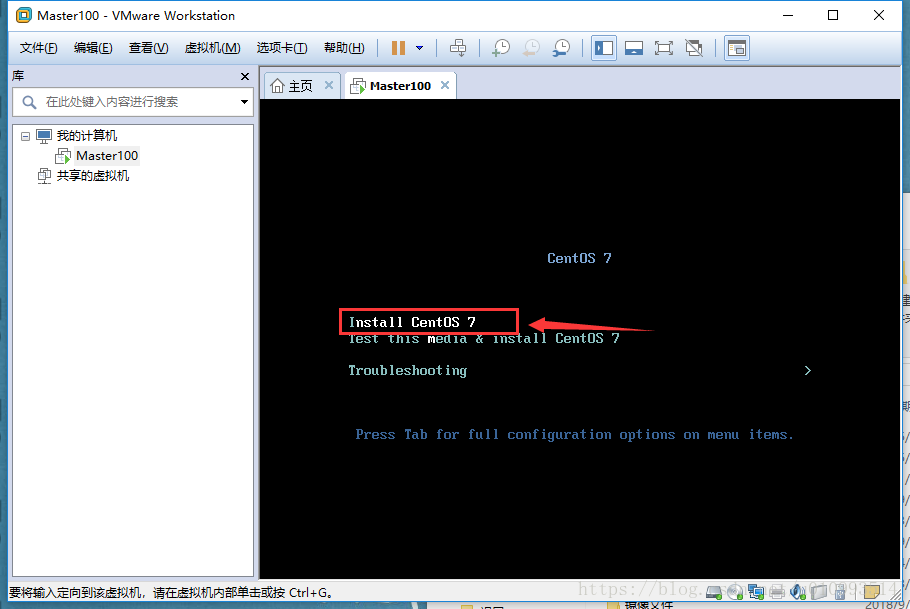 Master100 - VMware Workstation
文件(F) 编辑(E) 查看(V) 虚拟机(M) 选项卡(T) 帮助(H)
库
在此处键入内容进行搜索
我的计算机
Master100
共享的虚拟机
主页
Master100
CentOS 7
Install CentOS 7
Test this media & install CentOS 7
Troubleshooting
Press Tab for full configuration options on menu items.
要将输入定向到该虚拟机，请在虚拟机内部单击或按 Ctrl+G。
镜像文件